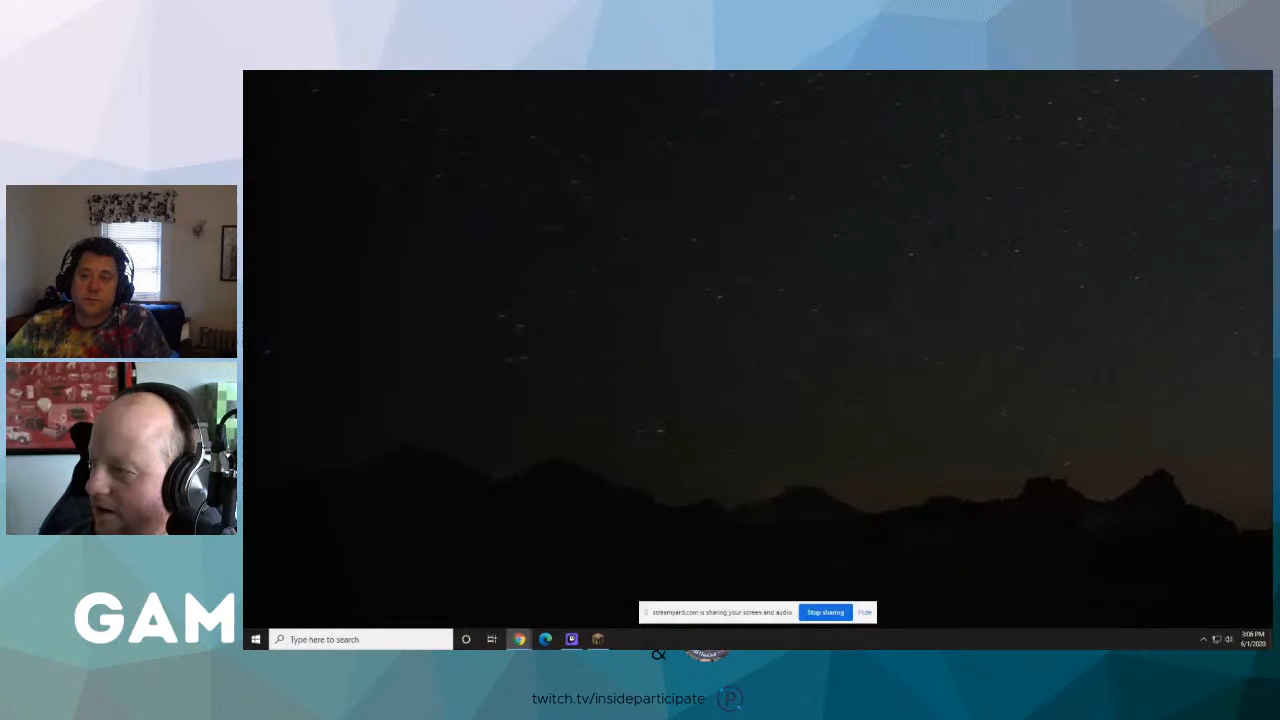 GAM
streamyard.com is sharing your screen and audio.
Stop sharing
Hide
Type here to search
3:06 PM
6/1/2020
&
twitch.tv/insideparticipate